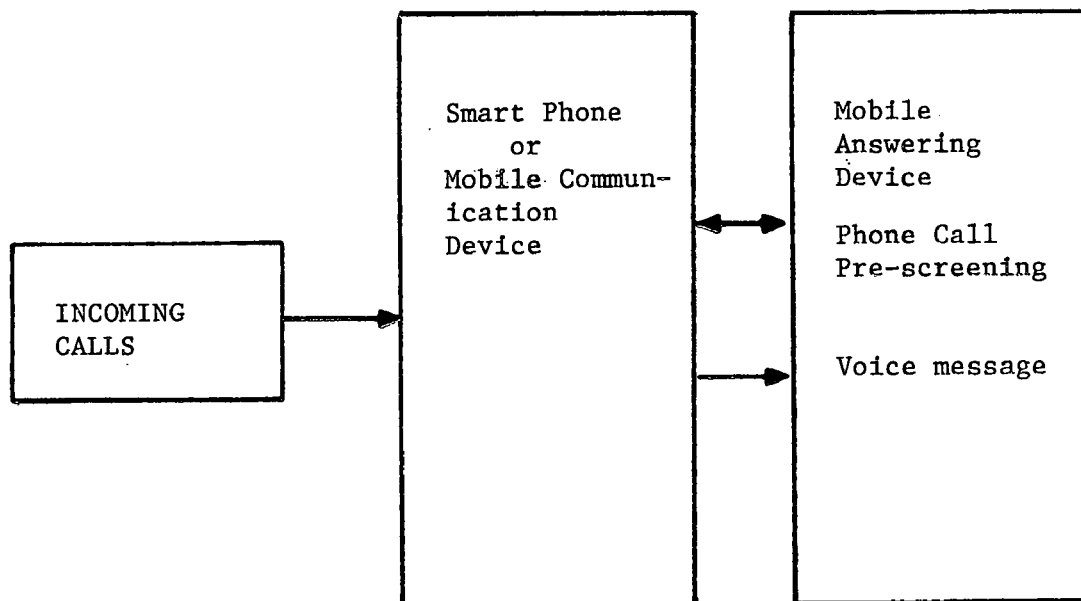 INCOMING
CALLS
Smart Phone
or
Mobile Commun-
ication
Device
Mobile
Answering
Device
Phone Call
Pre-screening
Voice message